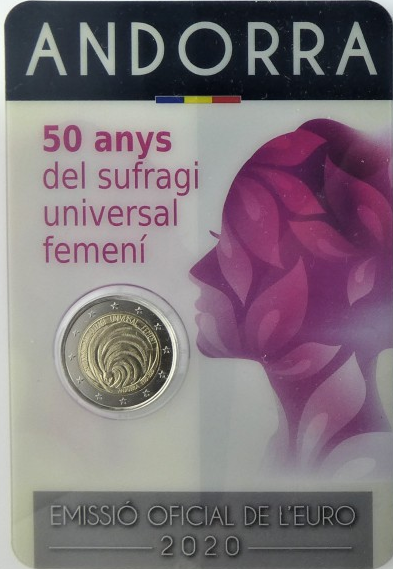 ANDORRA
50 anys
del sufragi
universal
femení
UNIVERSAL
EMISSIÓ OFICIAL DE L'EURO
2020